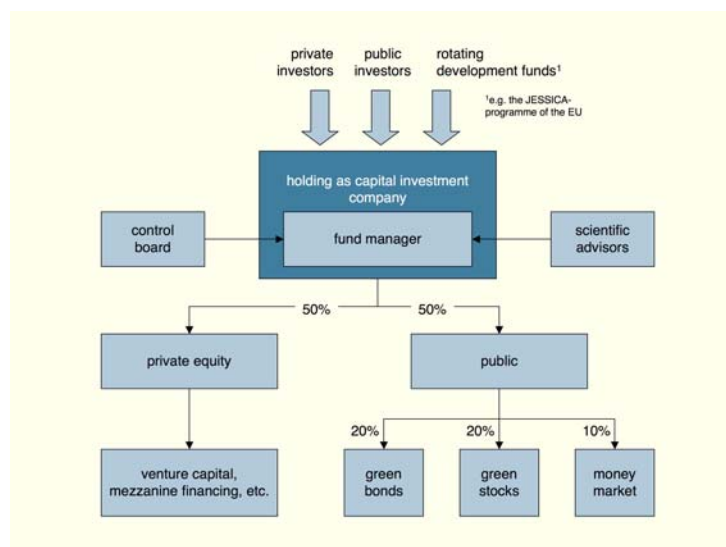 private
investors
public
investors
rotating
development funds¹
¹e.g. the JESSICA-
programme of the EU
holding as capital investment
company
control
board
fund manager
scientific
advisors
50%
50%
private equity
public
20%
20%
10%
venture capital,
mezzanine financing, etc.
green
bonds
green
stocks
money
market